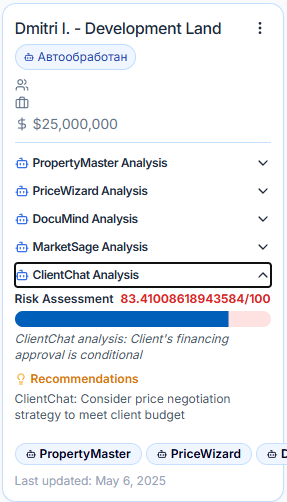 Dmitri I. - Development Land
Автообработан
$25,000,000
PropertyMaster Analysis
PriceWizard Analysis
DocuMind Analysis
MarketSage Analysis
ClientChat Analysis
Risk Assessment 83.41008618943584/100
ClientChat analysis: Client's financing
approval is conditional
Recommendations
ClientChat: Consider price negotiation
strategy to meet client budget
PropertyMaster PriceWizard D
Last updated: May 6, 2025